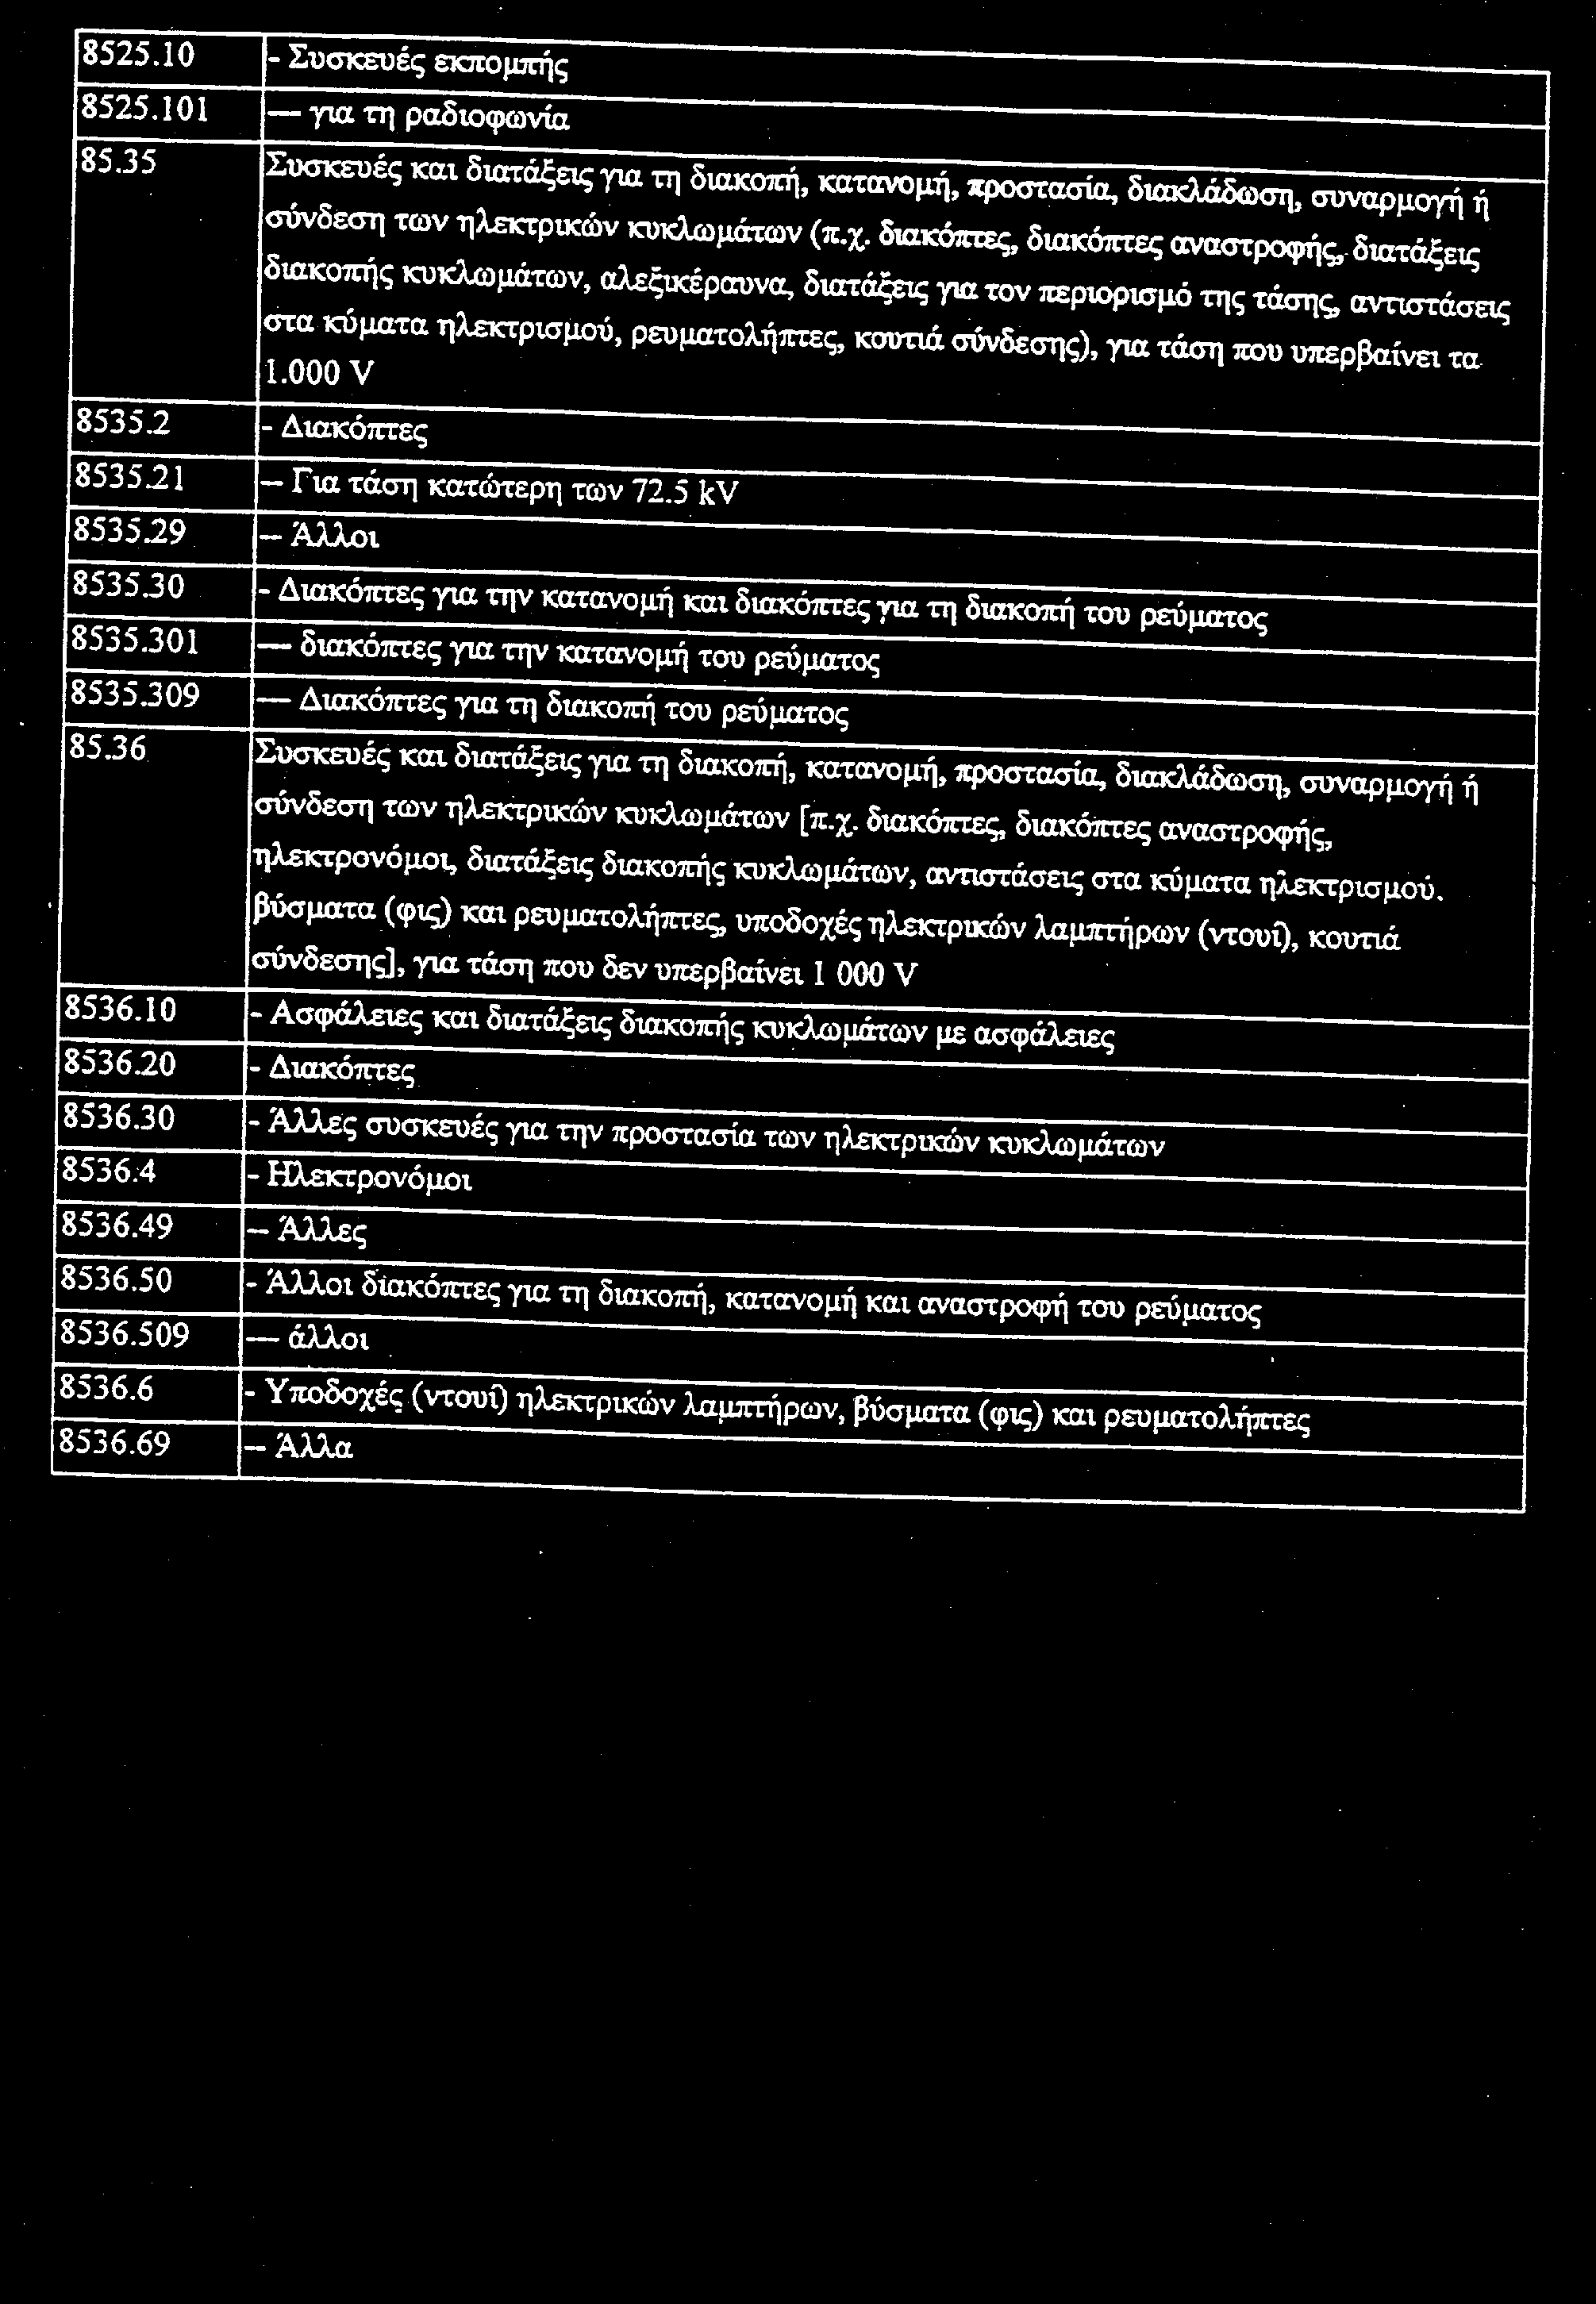 8525.10 - Συσκευές εκπομπής
8525.101 — για τη ραδιοφωνία
85.35 Συσκευές και διατάξεις για τη διακοπή, κατανομή, προστασία, διακλάδωση, συναρμογή ή
σύνδεση των ηλεκτρικών κυκλωμάτων (π.χ. διακόπτες, διακόπτες αναστροφής, διατάξεις
διακοπής κυκλωμάτων, αλεξικέραυνα, διατάξεις για τον περιορισμό της τάσης, αντιστάσεις
στα κύματα ηλεκτρισμού, ρευματολήπτες, κουτιά σύνδεσης), για τάση που υπερβαίνει τα
1.000 V
8535.2 - Διακόπτες
8535.21 -- Για τάση κατώτερη των 72.5 kV
8535.29 -- Άλλοι
8535.30 - Διακόπτες για την κατανομή και διακόπτες για τη διακοπή του ρεύματος
8535.301 — διακόπτες για την κατανομή του ρεύματος
8535.309 — Διακόπτες για τη διακοπή του ρεύματος
85.36 Συσκευές και διατάξεις για τη διακοπή, κατανομή, προστασία, διακλάδωση, συναρμογή ή
σύνδεση των ηλεκτρικών κυκλωμάτων [π.χ. διακόπτες, διακόπτες αναστροφής,
ηλεκτρονόμοι, διατάξεις διακοπής κυκλωμάτων, αντιστάσεις στα κύματα ηλεκτρισμού.
βύσματα (φις) και ρευματολήπτες, υποδοχές ηλεκτρικών λαμπτήρων (ντουί), κουτιά
σύνδεσης], για τάση που δεν υπερβαίνει 1 000 V
8536.10 - Ασφάλειες και διατάξεις διακοπής κυκλωμάτων με ασφάλειες
8536.20 - Διακόπτες
8536.30 - Άλλες συσκευές για την προστασία των ηλεκτρικών κυκλωμάτων
8536.4 - Ηλεκτρονόμοι
8536.49 -- Άλλες
8536.50 - Άλλοι διακόπτες για τη διακοπή, κατανομή και αναστροφή του ρεύματος
8536.509 — άλλοι
8536.6 - Υποδοχές (ντουί) ηλεκτρικών λαμπτήρων, βύσματα (φις) και ρευματολήπτες
8536.69 -- Άλλα